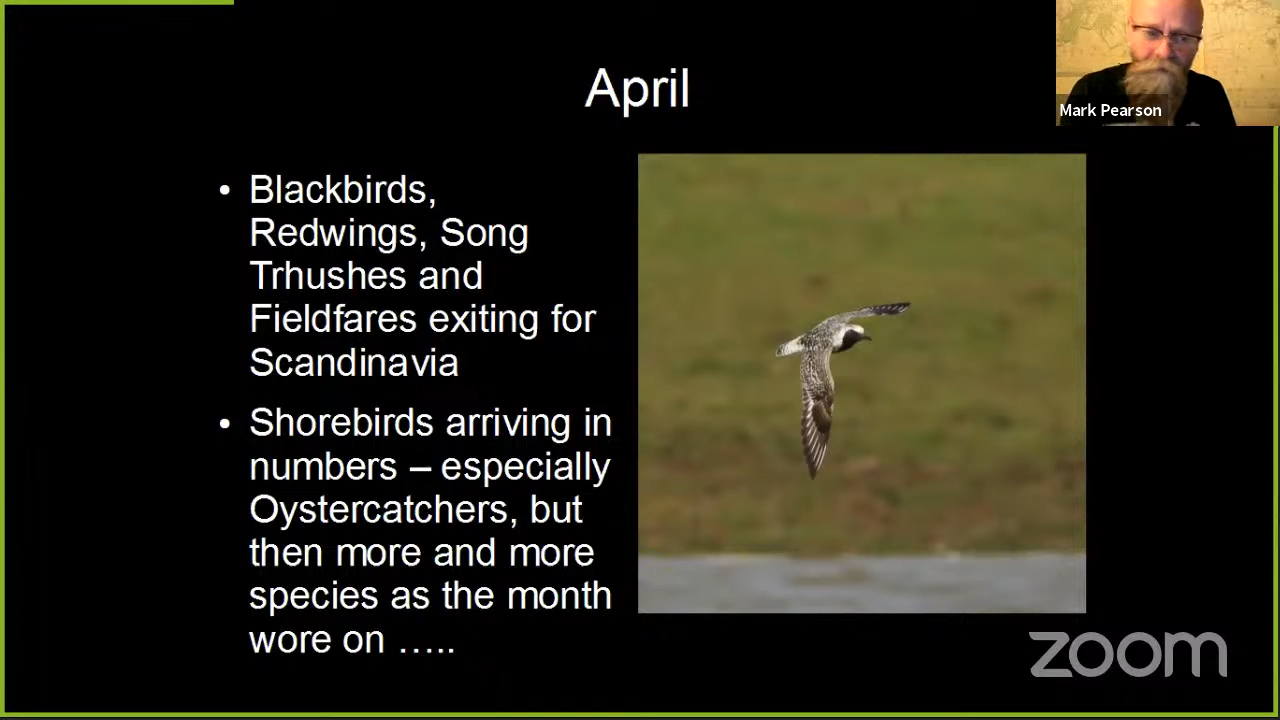 April
Mark Pearson
• Blackbirds,
Redwings, Song
Trhushes and
Fieldfares exiting for
Scandinavia
• Shorebirds arriving in
numbers – especially
Oystercatchers, but
then more and more
species as the month
wore on …..
zoom